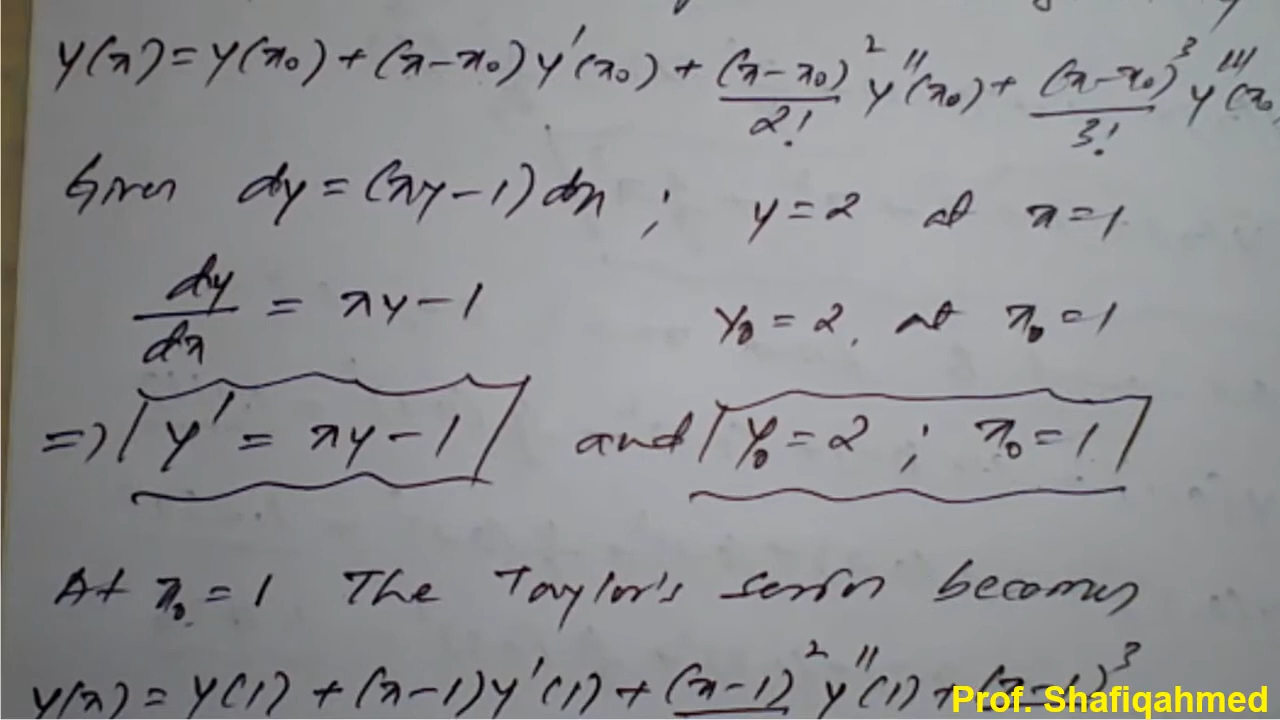 y(x) = y(x₀) + (x-x₀) y'(x₀) + (x-x₀)²/2! y''(x₀) + (x-x₀)³/3! y'''(x₀
Given dy = (xy-1) dx ; y = 2 at x = 1
dy/dx = xy - 1 y₀ = 2, at x₀ = 1
=> y' = xy - 1 and y₀ = 2 ; x₀ = 1
At x₀ = 1 The Taylor's series becomes
y(x) = y(1) + (x-1) y'(1) + (x-1)² y''(1) + (x-1)³
Prof. Shafiqahmed